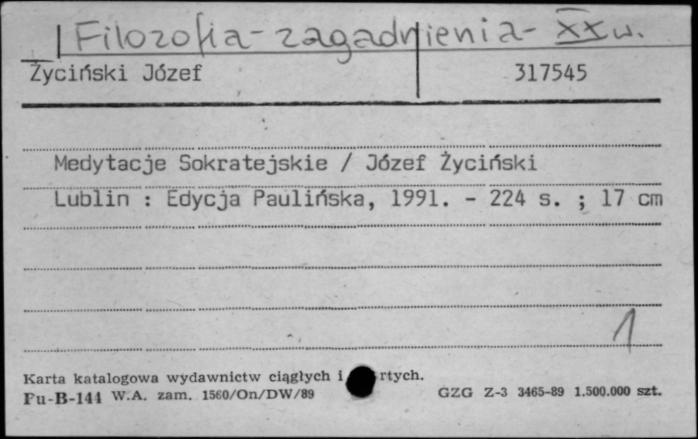 Filozofia - zagadnienia - XX w.
Życiński Józef 317545
Medytacje Sokratejskie / Józef Życiński
Lublin : Edycja Paulińska, 1991. - 224 s. ; 17 cm
1
Karta katalogowa wydawnictw ciągłych i rtych.
Pu-B-144 W.A. zam. 1560/On/DW/89 GZG Z-3 3465-89 1.500.000 szt.